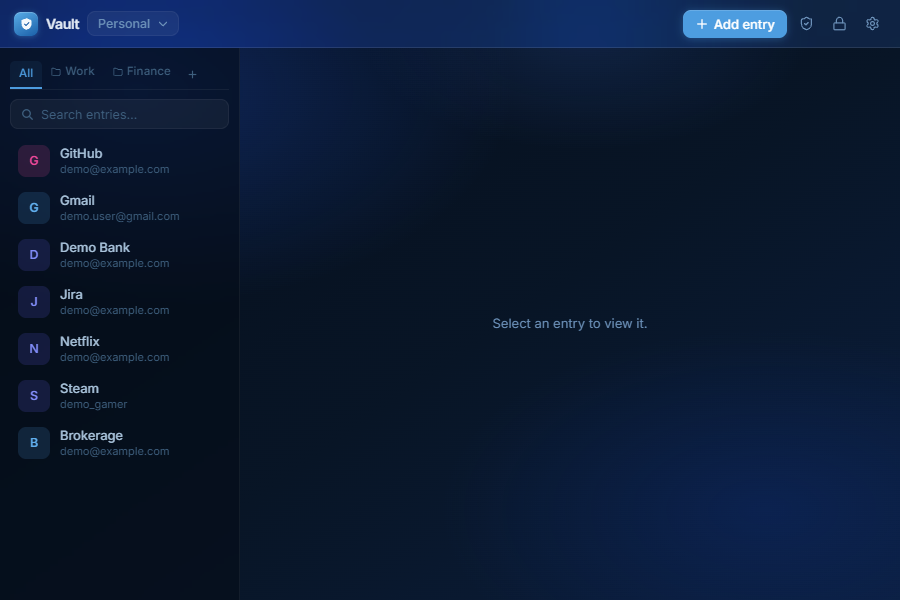 Vault Personal + Add entry
All Work Finance +
Search entries...
G GitHub
demo@example.com
G Gmail
demo.user@gmail.com
D Demo Bank
demo@example.com
J Jira
demo@example.com
N Netflix
demo@example.com
S Steam
demo_gamer
B Brokerage
demo@example.com
Select an entry to view it.